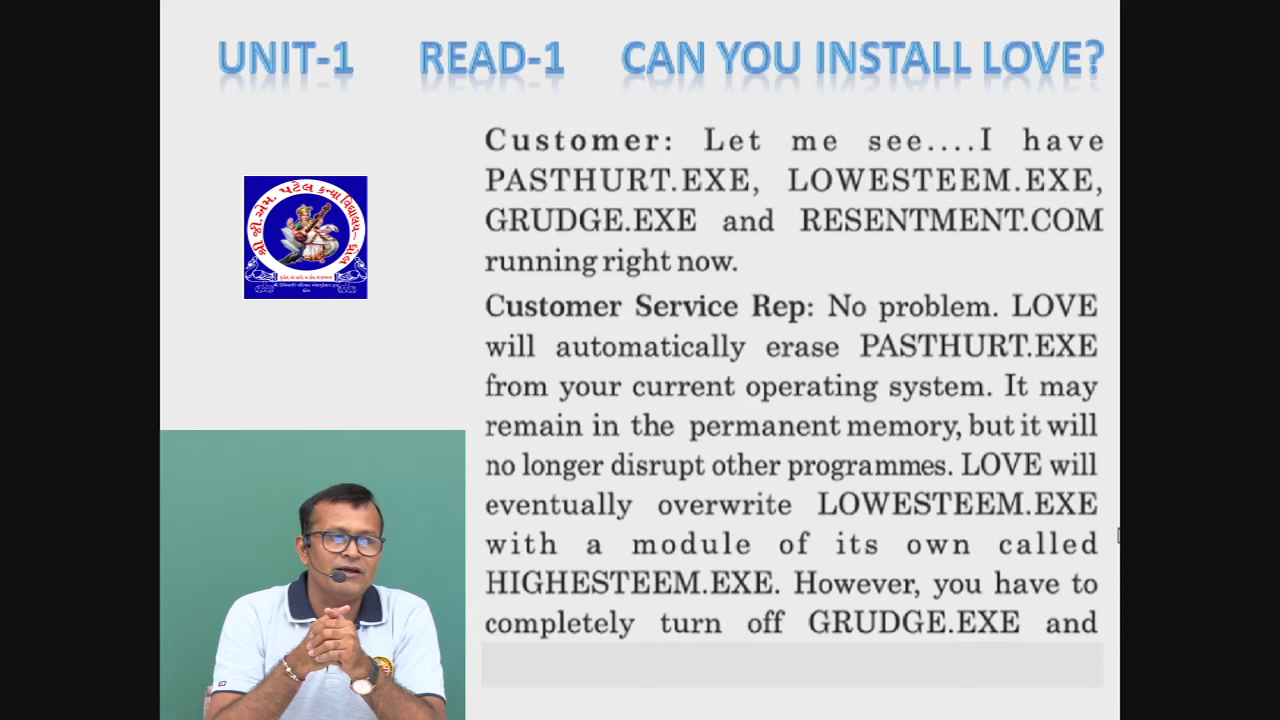 UNIT-1 READ-1 CAN YOU INSTALL LOVE?
શ્રી જી. એમ. પટેલ કન્યા વિદ્યાલય
Customer: Let me see....I have
PASTHURT.EXE, LOWESTEEM.EXE,
GRUDGE.EXE and RESENTMENT.COM
running right now.
Customer Service Rep: No problem. LOVE
will automatically erase PASTHURT.EXE
from your current operating system. It may
remain in the permanent memory, but it will
no longer disrupt other programmes. LOVE will
eventually overwrite LOWESTEEM.EXE
with a module of its own called
HIGHESTEEM.EXE. However, you have to
completely turn off GRUDGE.EXE and